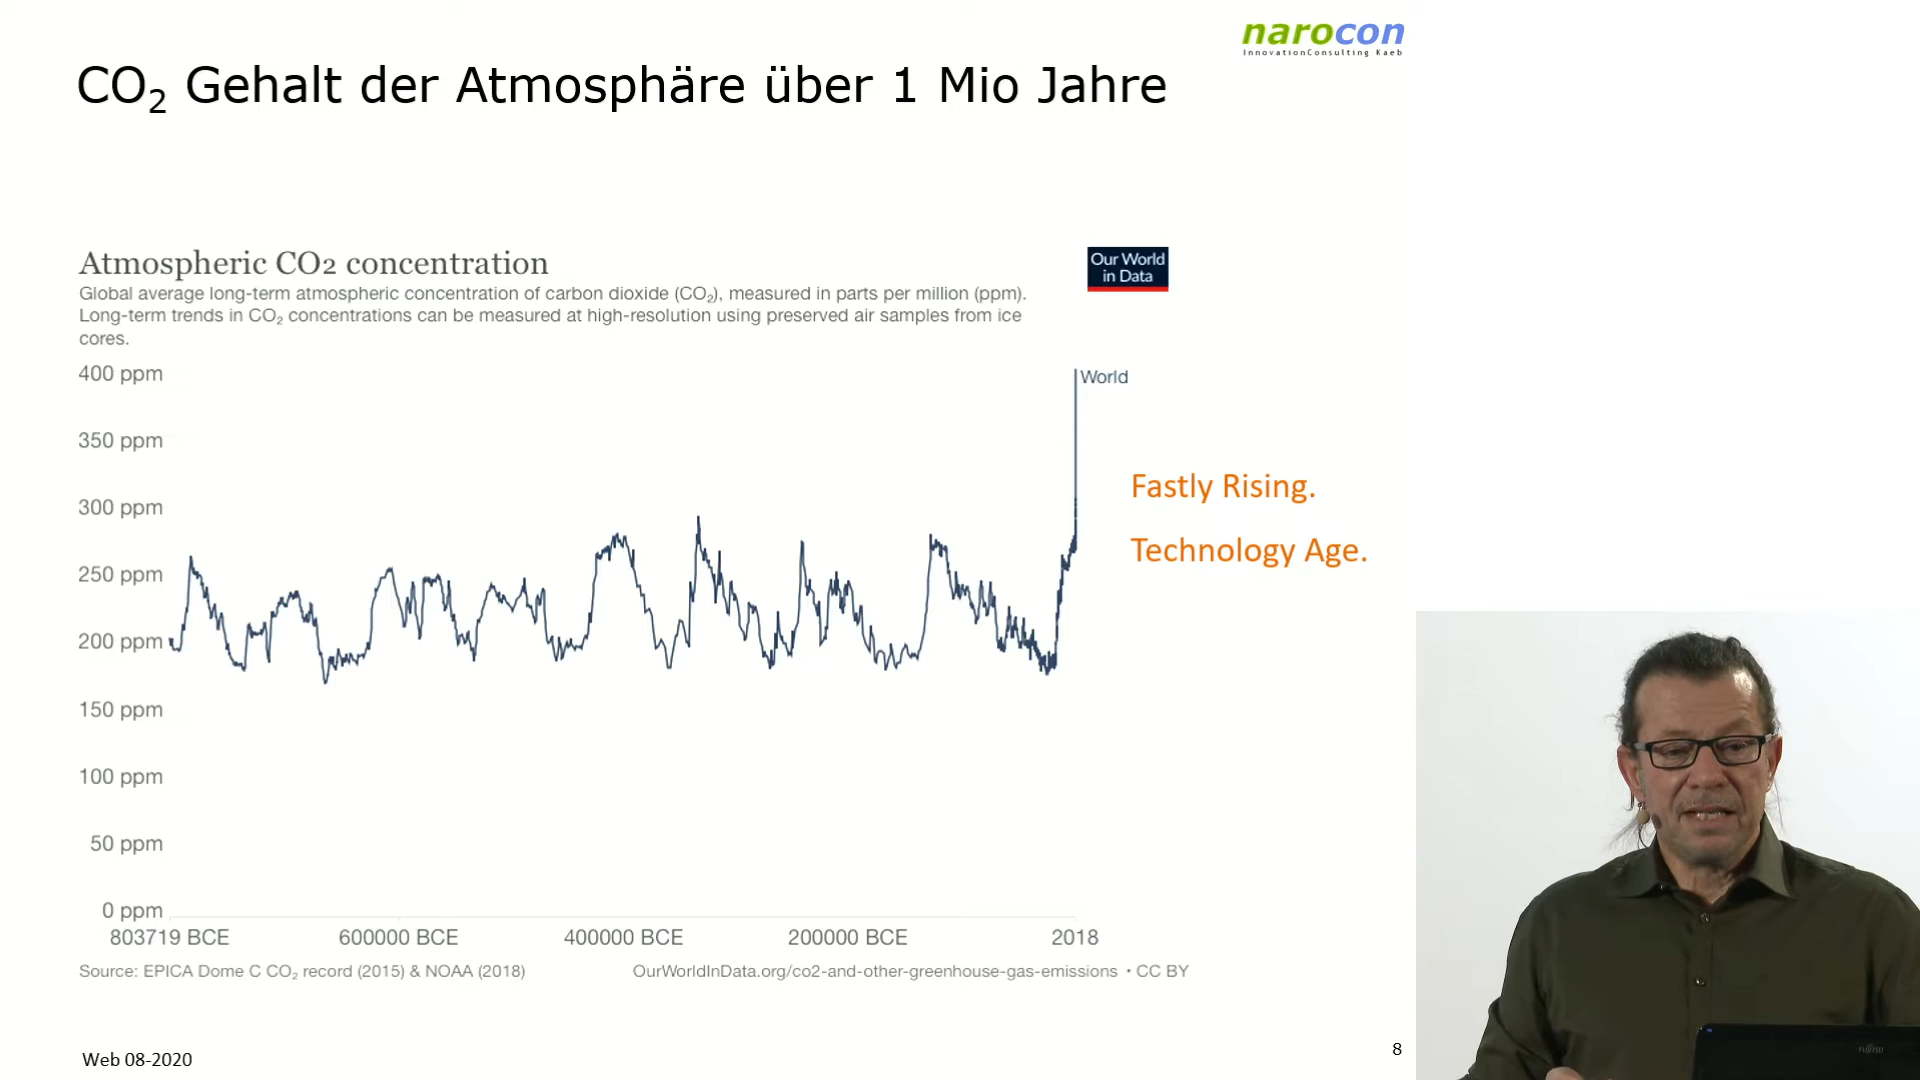 narocon
InnovationConsulting Kaeb
CO₂ Gehalt der Atmosphäre über 1 Mio Jahre
Atmospheric CO2 concentration
Our World
in Data
Global average long-term atmospheric concentration of carbon dioxide (CO₂), measured in parts per million (ppm).
Long-term trends in CO₂ concentrations can be measured at high-resolution using preserved air samples from ice
cores.
400 ppm
World
350 ppm
Fastly Rising.
300 ppm
Technology Age.
250 ppm
200 ppm
150 ppm
100 ppm
50 ppm
0 ppm
803719 BCE 600000 BCE 400000 BCE 200000 BCE 2018
Source: EPICA Dome C CO₂ record (2015) & NOAA (2018) OurWorldInData.org/co2-and-other-greenhouse-gas-emissions • CC BY
Web 08-2020
8
FUJITSU